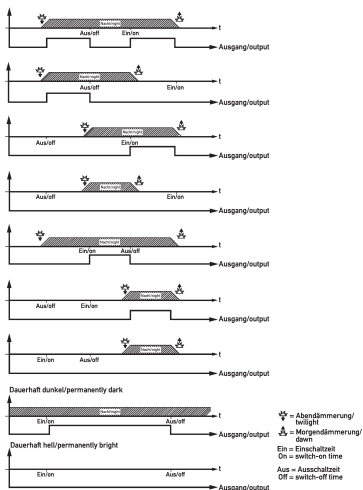 Nacht/night
t
Aus/off Ein/on
Ausgang/output
Nacht/night
t
Aus/off Ein/on
Ausgang/output
Nacht/night
t
Aus/off Ein/on
Ausgang/output
Nacht/night
t
Aus/off Ein/on
Ausgang/output
Nacht/night
t
Ein/on Aus/off
Ausgang/output
Nacht/night
t
Aus/off Ein/on
Ausgang/output
Nacht/night
t
Ein/on Aus/off
Ausgang/output
Dauerhaft dunkel/permanently dark
Nacht/night
t
Ein/on Aus/off
Ausgang/output
Dauerhaft hell/permanently bright
t
Ein/on Aus/off
Ausgang/output
= Abenddämmerung/
twilight
= Morgendämmerung/
dawn
Ein = Einschaltzeit
On = switch-on time
Aus = Ausschaltzeit
Off = switch-off time